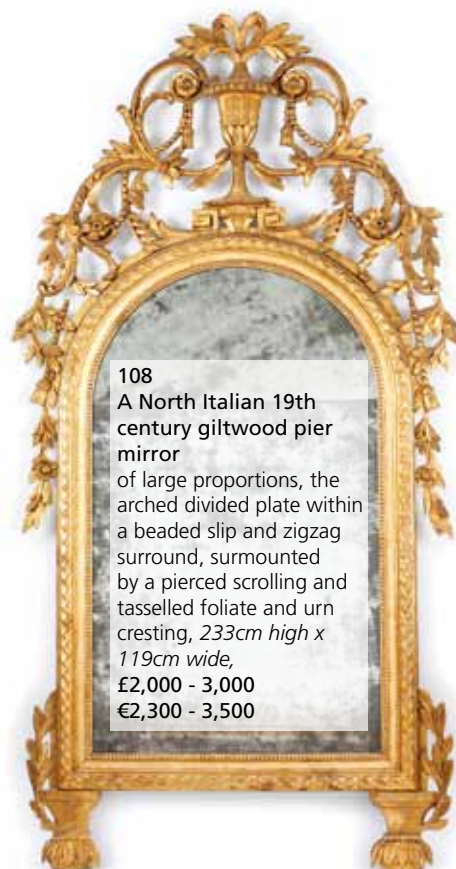 108
A North Italian 19th
century giltwood pier
mirror
of large proportions, the
arched divided plate within
a beaded slip and zigzag
surround, surmounted
by a pierced scrolling and
tasselled foliate and urn
cresting, 233cm high x
119cm wide,
£2,000 - 3,000
€2,300 - 3,500